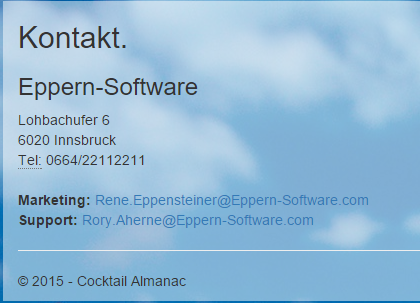 Kontakt.
Eppern-Software
Lohbachufer 6
6020 Innsbruck
Tel: 0664/22112211
Marketing: Rene.Eppensteiner@Eppern-Software.com
Support: Rory.Aherne@Eppern-Software.com
© 2015 - Cocktail Almanac